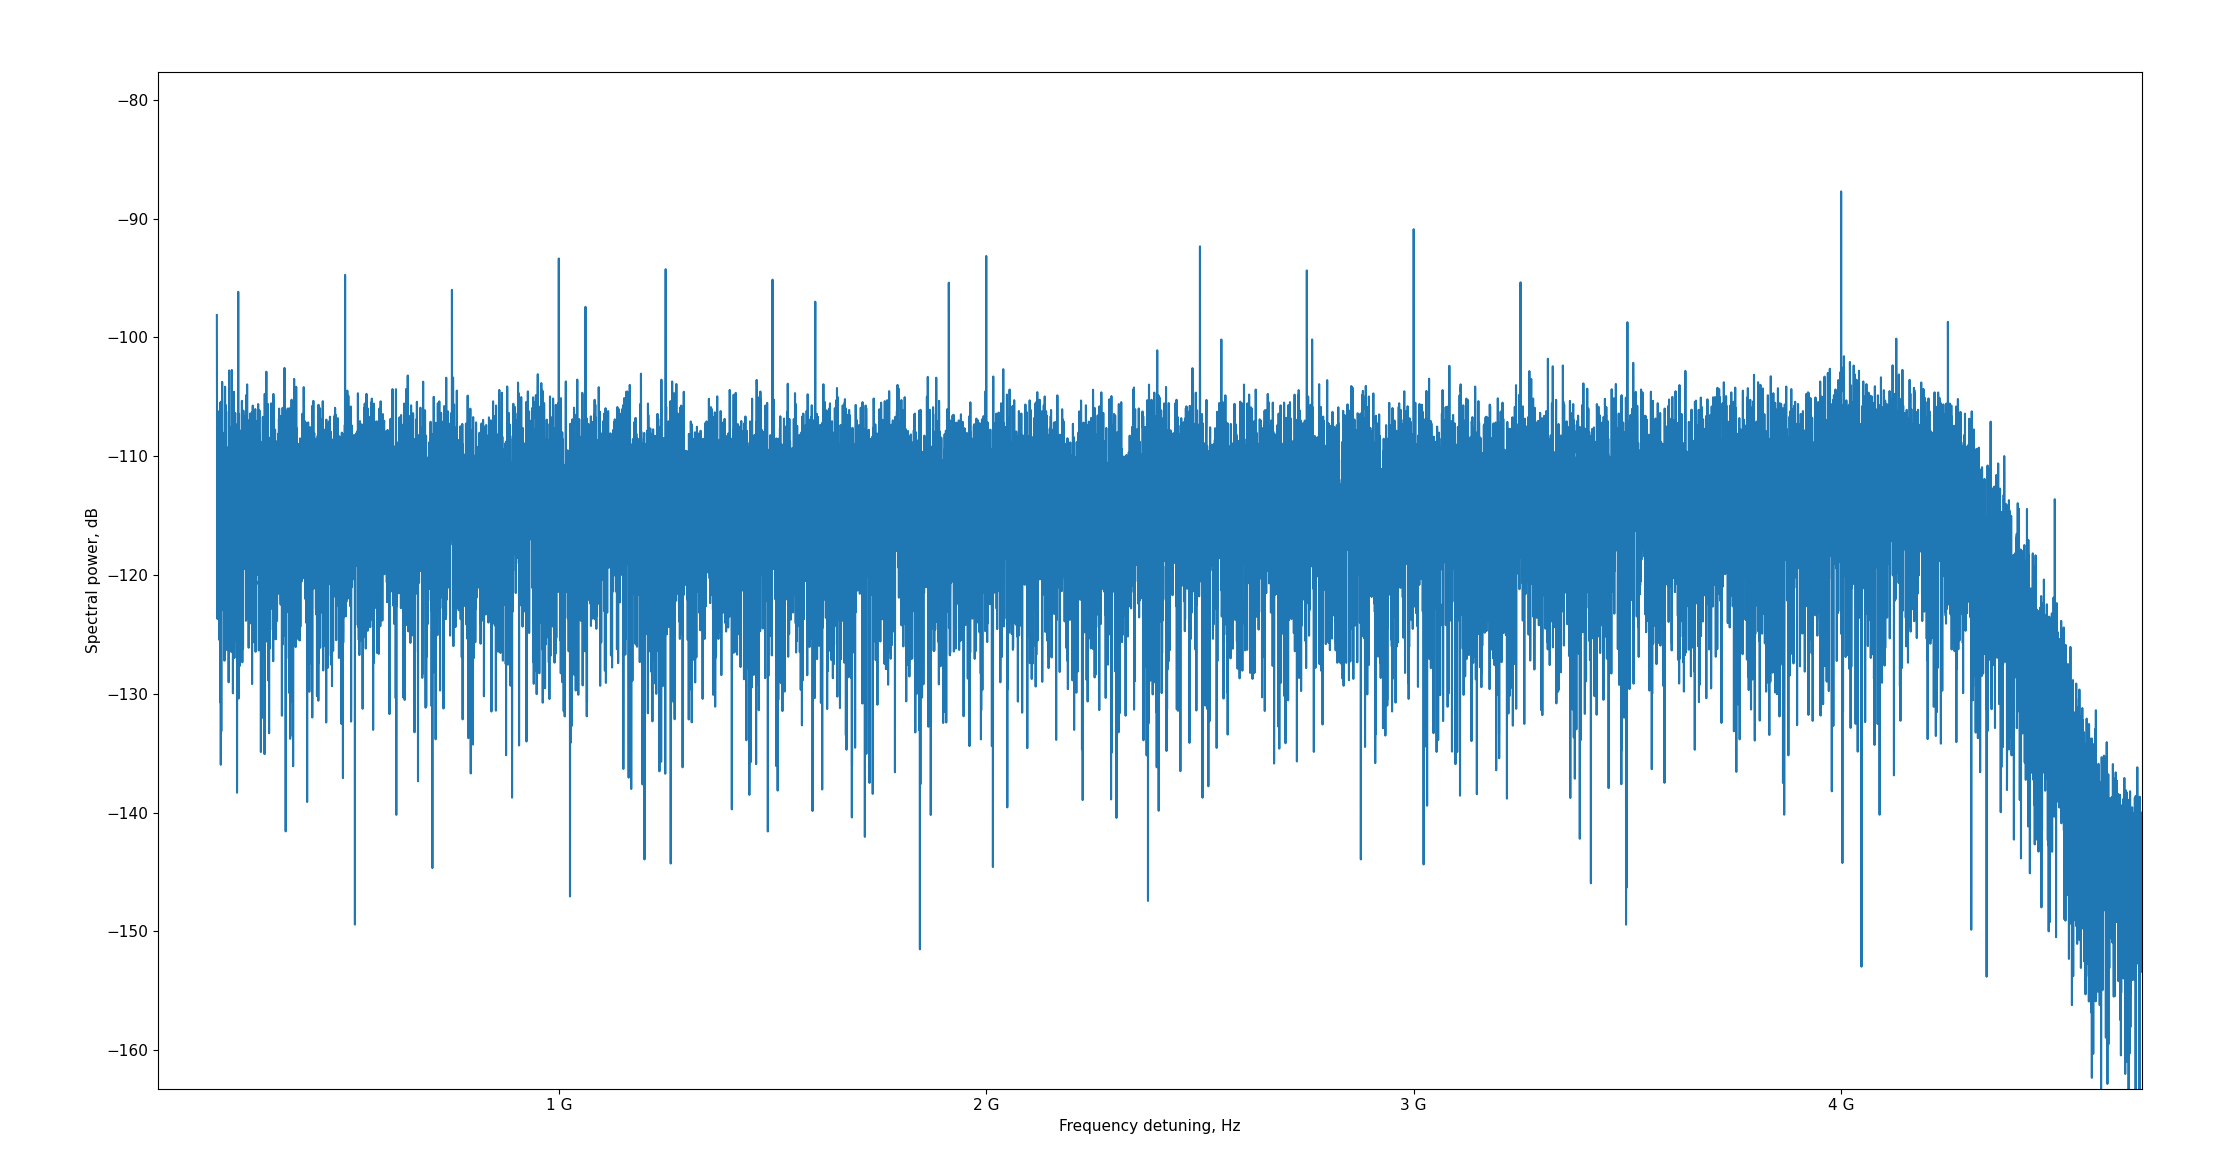 −80
−90
−100
−110
−120
−130
−140
−150
−160
Spectral power, dB
1 G
2 G
3 G
4 G
Frequency detuning, Hz